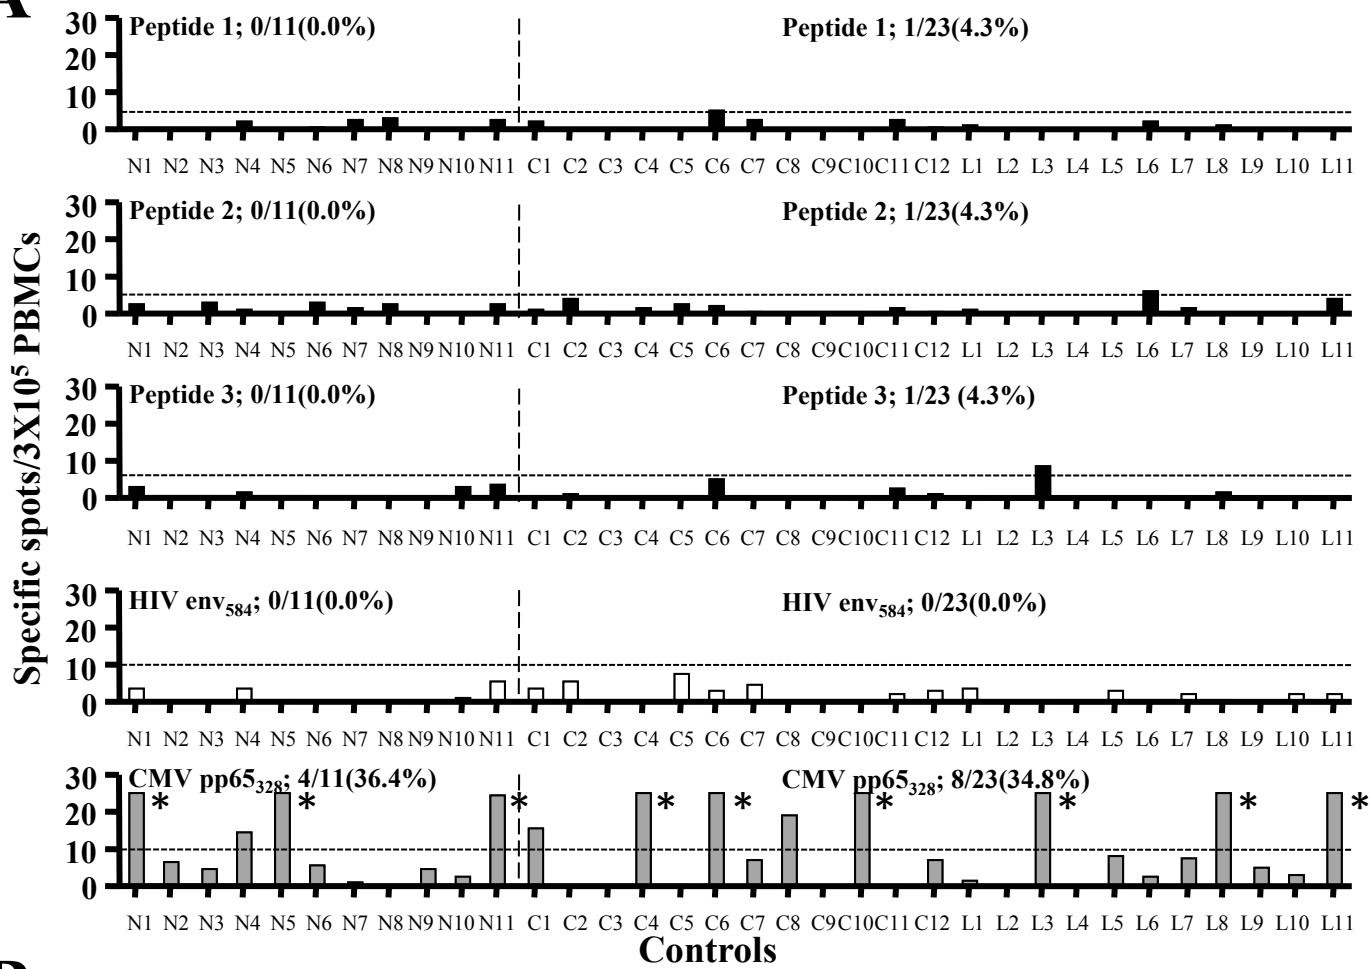 A
Specific spots/3X10⁵ PBMCs
Peptide 1; 0/11(0.0%) Peptide 1; 1/23(4.3%)
30
20
10
0
N1 N2 N3 N4 N5 N6 N7 N8 N9 N10 N11 C1 C2 C3 C4 C5 C6 C7 C8 C9 C10 C11 C12 L1 L2 L3 L4 L5 L6 L7 L8 L9 L10 L11
Peptide 2; 0/11(0.0%) Peptide 2; 1/23(4.3%)
30
20
10
0
N1 N2 N3 N4 N5 N6 N7 N8 N9 N10 N11 C1 C2 C3 C4 C5 C6 C7 C8 C9 C10 C11 C12 L1 L2 L3 L4 L5 L6 L7 L8 L9 L10 L11
Peptide 3; 0/11(0.0%) Peptide 3; 1/23 (4.3%)
30
20
10
0
N1 N2 N3 N4 N5 N6 N7 N8 N9 N10 N11 C1 C2 C3 C4 C5 C6 C7 C8 C9 C10 C11 C12 L1 L2 L3 L4 L5 L6 L7 L8 L9 L10 L11
HIV env₅₈₄; 0/11(0.0%) HIV env₅₈₄; 0/23(0.0%)
30
20
10
0
N1 N2 N3 N4 N5 N6 N7 N8 N9 N10 N11 C1 C2 C3 C4 C5 C6 C7 C8 C9 C10 C11 C12 L1 L2 L3 L4 L5 L6 L7 L8 L9 L10 L11
CMV pp65₃₂₈; 4/11(36.4%) CMV pp65₃₂₈; 8/23(34.8%)
30
20
10
0
* * * * * * * * *
N1 N2 N3 N4 N5 N6 N7 N8 N9 N10 N11 C1 C2 C3 C4 C5 C6 C7 C8 C9 C10 C11 C12 L1 L2 L3 L4 L5 L6 L7 L8 L9 L10 L11
Controls